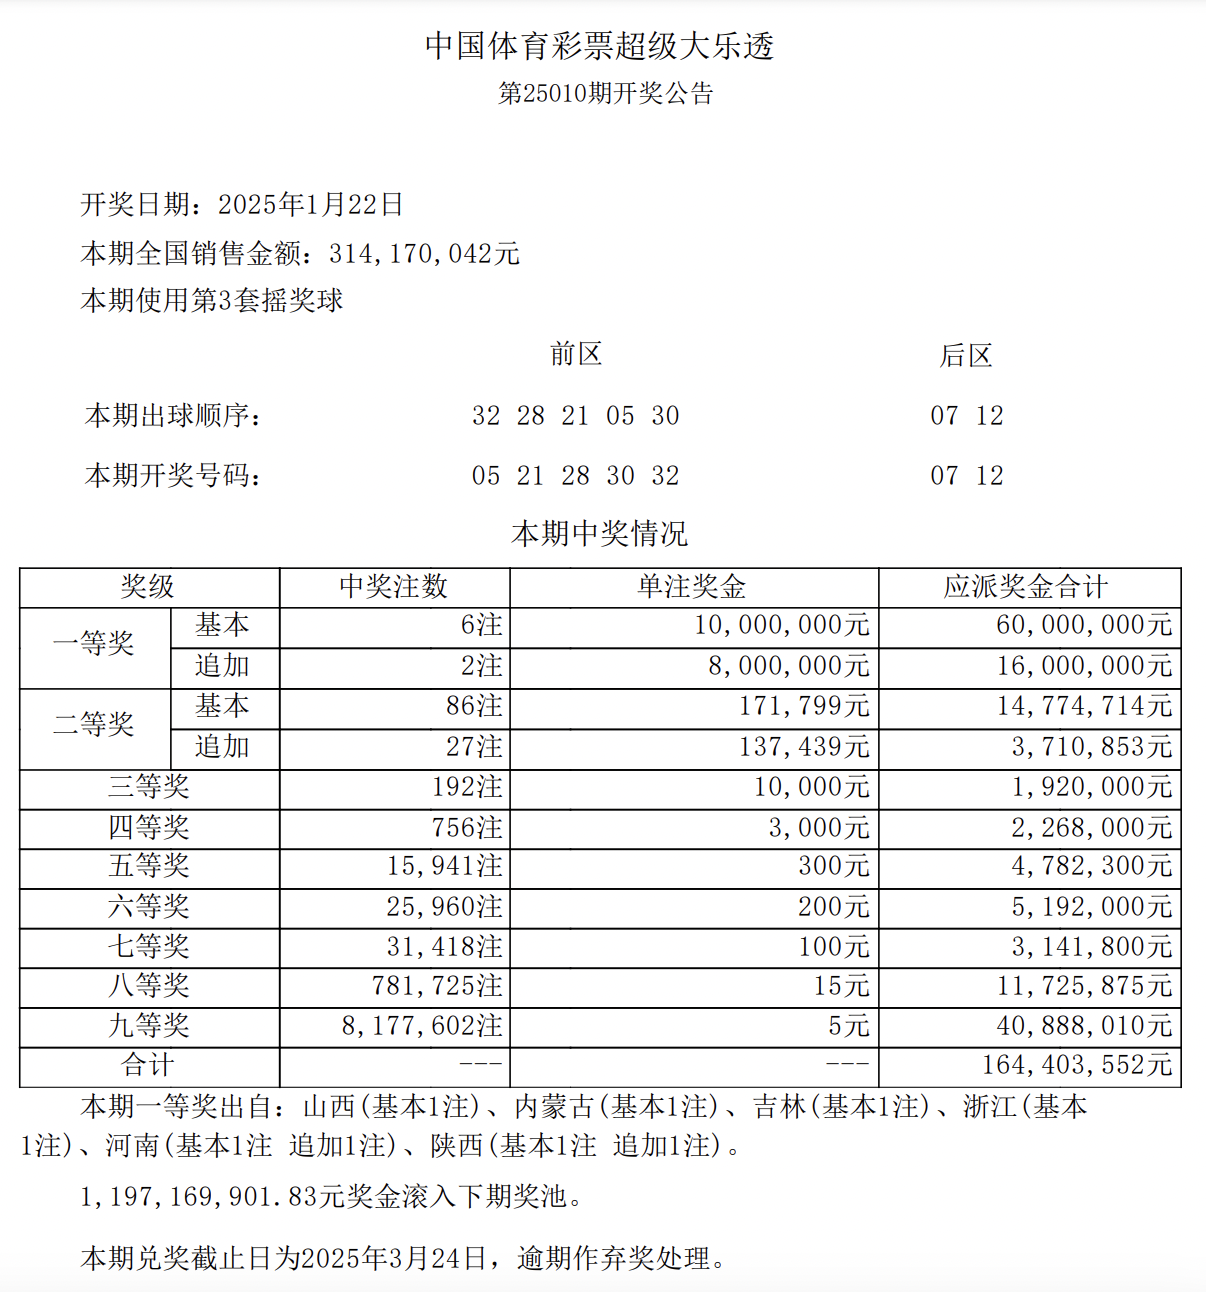 中国体育彩票超级大乐透
第25010期开奖公告
开奖日期：2025年1月22日
本期全国销售金额：314,170,042元
本期使用第3套摇奖球
前区 后区
本期出球顺序： 32 28 21 05 30 07 12
本期开奖号码： 05 21 28 30 32 07 12
本期中奖情况
奖级 中奖注数 单注奖金 应派奖金合计
一等奖 基本 6注 10,000,000元 60,000,000元
追加 2注 8,000,000元 16,000,000元
二等奖 基本 86注 171,799元 14,774,714元
追加 27注 137,439元 3,710,853元
三等奖 192注 10,000元 1,920,000元
四等奖 756注 3,000元 2,268,000元
五等奖 15,941注 300元 4,782,300元
六等奖 25,960注 200元 5,192,000元
七等奖 31,418注 100元 3,141,800元
八等奖 781,725注 15元 11,725,875元
九等奖 8,177,602注 5元 40,888,010元
合计 --- --- 164,403,552元
本期一等奖出自：山西(基本1注)、内蒙古(基本1注)、吉林(基本1注)、浙江(基本
1注)、河南(基本1注 追加1注)、陕西(基本1注 追加1注)。
1,197,169,901.83元奖金滚入下期奖池。
本期兑奖截止日为2025年3月24日，逾期作弃奖处理。